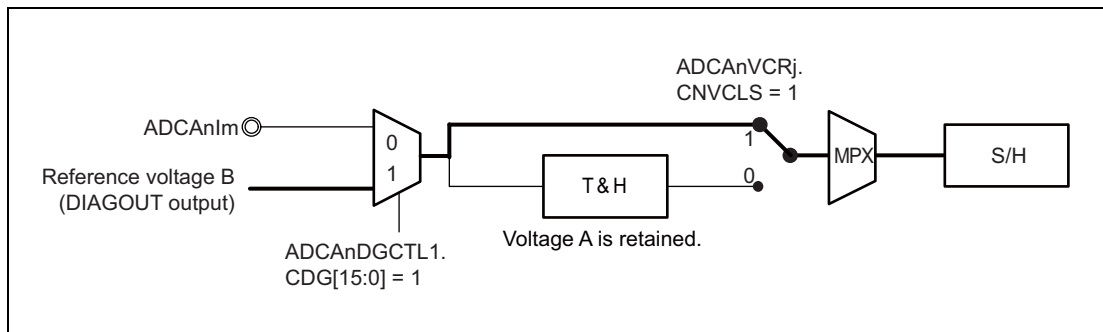 ADCAnVCRj.
CNVCLS = 1
ADCAnIm
0
1
1
MPX
S/H
Reference voltage B
(DIAGOUT output)
T & H
0
Voltage A is retained.
ADCAnDGCTL1.
CDG[15:0] = 1